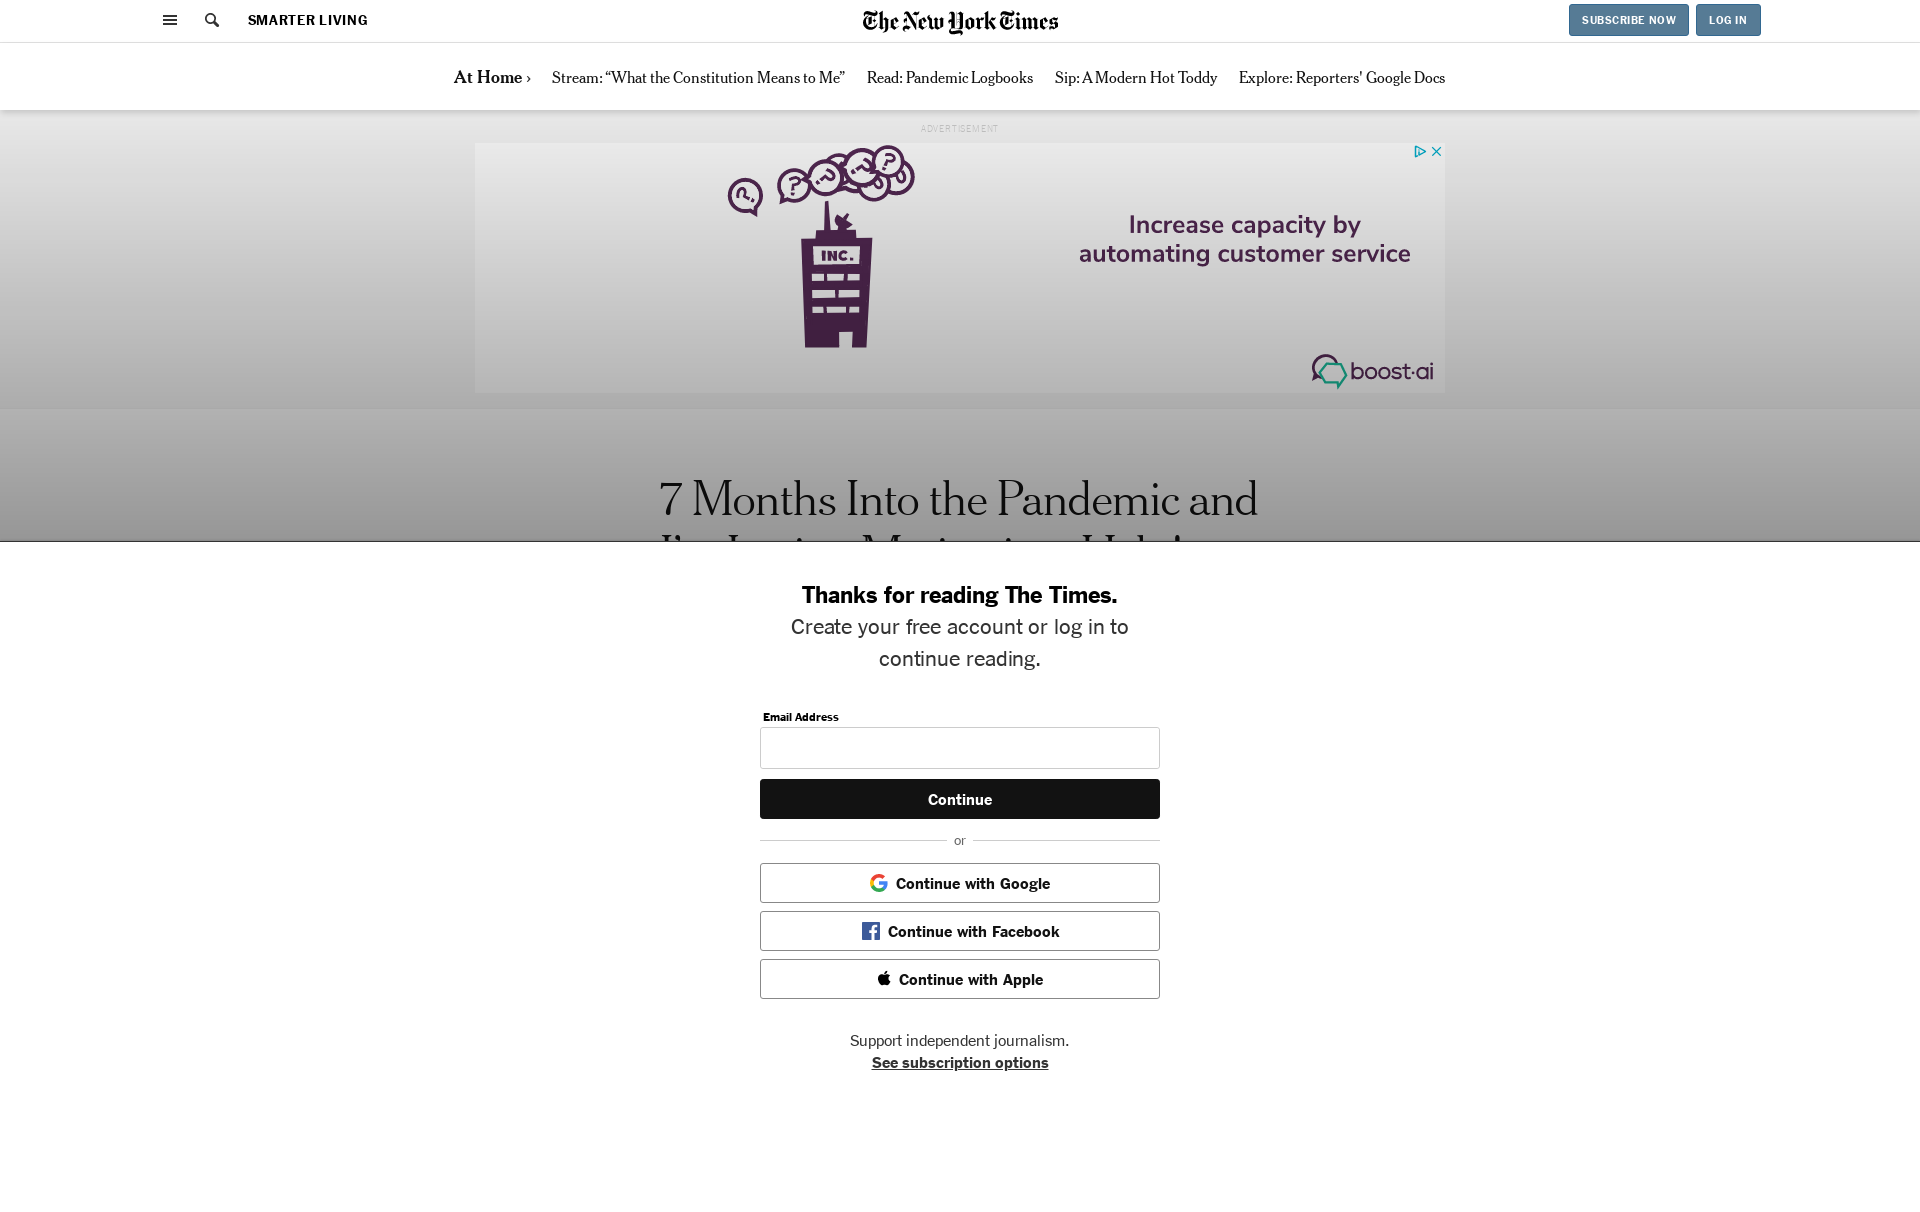 SMARTER LIVING
The New York Times
SUBSCRIBE NOW
LOG IN
At Home ›
Stream: “What the Constitution Means to Me”
Read: Pandemic Logbooks
Sip: A Modern Hot Toddy
Explore: Reporters' Google Docs
ADVERTISEMENT
? ? ? ? ? ? ?
INC.
Increase capacity by
automating customer service
boost.ai
7 Months Into the Pandemic and
I’m Losing Motivation. Help!
Thanks for reading The Times.
Create your free account or log in to
continue reading.
Email Address
Continue
or
Continue with Google
Continue with Facebook
Continue with Apple
Support independent journalism.
See subscription options